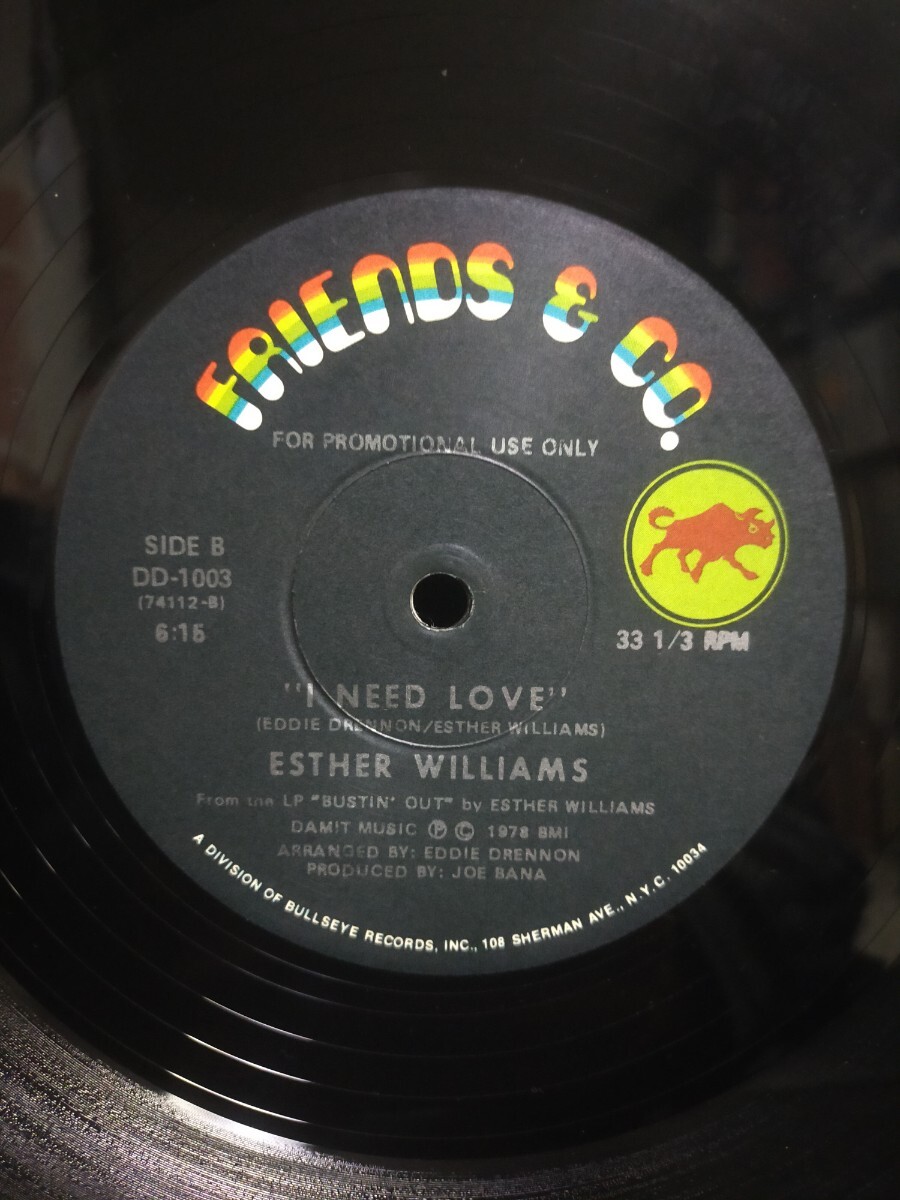 FRIENDS & CO.
FOR PROMOTIONAL USE ONLY
SIDE B
DD-1003
(74112-B)
6:15
33 1/3 RPM
"I NEED LOVE"
(EDDIE DRENNON/ESTHER WILLIAMS)
ESTHER WILLIAMS
From the LP "BUSTIN' OUT" by ESTHER WILLIAMS
DAMIT MUSIC Ⓟ © 1978 BMI
ARRANGED BY: EDDIE DRENNON
PRODUCED BY: JOE BANA
A DIVISION OF BULLSEYE RECORDS, INC., 108 SHERMAN AVE., N.Y.C. 10034